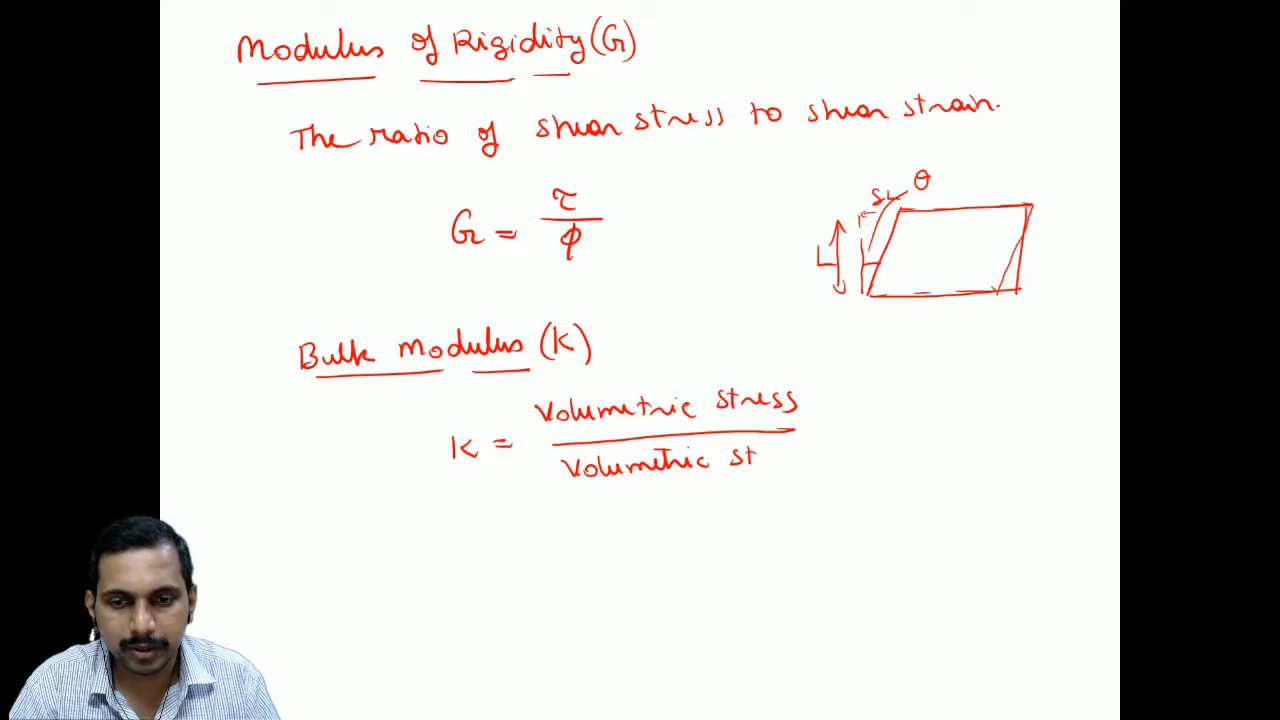 Modulus of Rigidity (G)
The ratio of shear stress to shear strain.
G = τ / φ
θ
L
Bulk Modulus (K)
K = Volumetric stress / Volumetric st